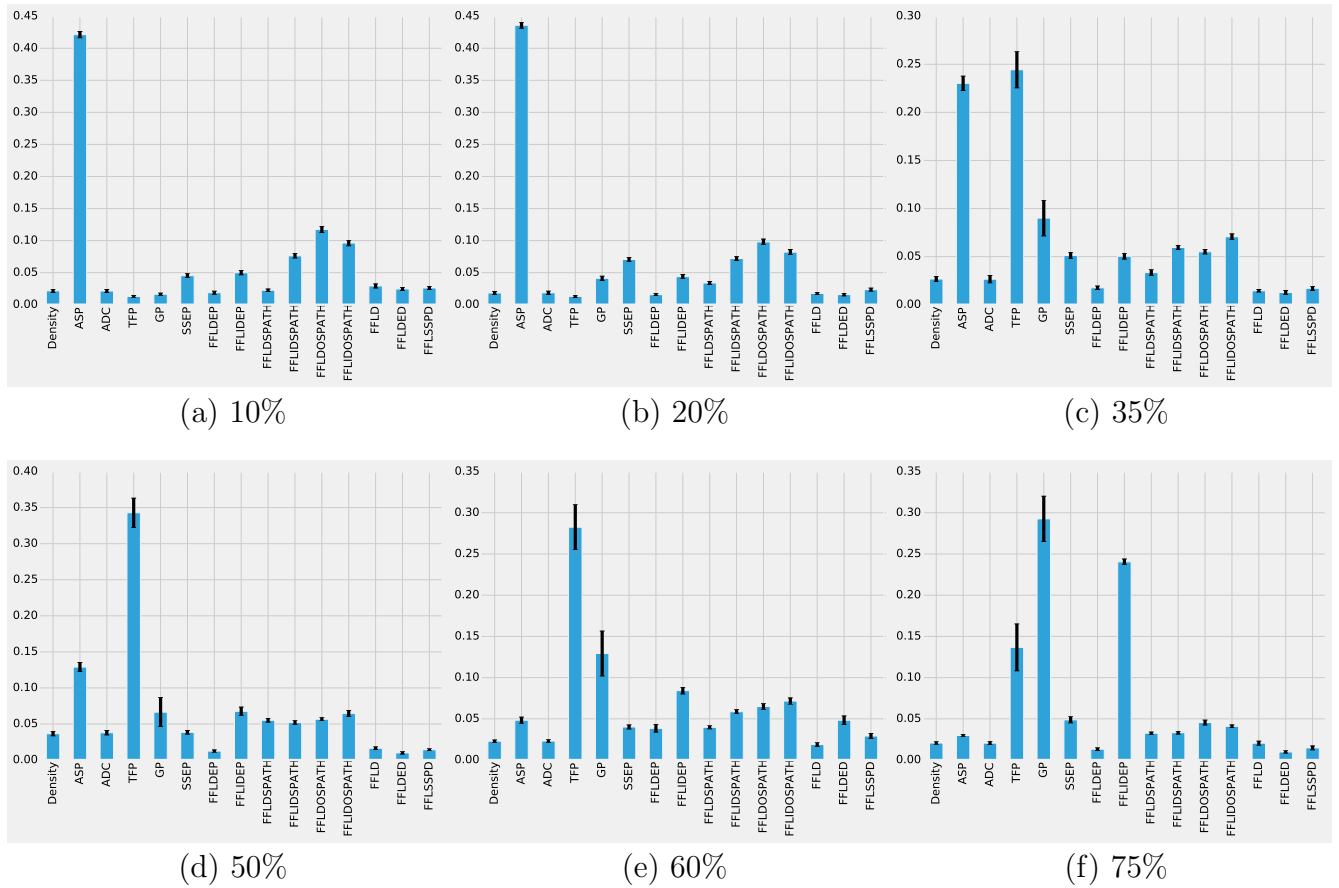 0.45
0.40
0.35
0.30
0.25
0.20
0.15
0.10
0.05
0.00
Density
ASP
ADC
TFP
GP
SSEP
FFLDEP
FFLIDEP
FFLDSPATH
FFLIDSPATH
FFLDOSPATH
FFLIDOSPATH
FFLD
FFLDED
FFLSSPD
(a) 10%
0.45
0.40
0.35
0.30
0.25
0.20
0.15
0.10
0.05
0.00
Density
ASP
ADC
TFP
GP
SSEP
FFLDEP
FFLIDEP
FFLDSPATH
FFLIDSPATH
FFLDOSPATH
FFLIDOSPATH
FFLD
FFLDED
FFLSSPD
(b) 20%
0.30
0.25
0.20
0.15
0.10
0.05
0.00
Density
ASP
ADC
TFP
GP
SSEP
FFLDEP
FFLIDEP
FFLDSPATH
FFLIDSPATH
FFLDOSPATH
FFLIDOSPATH
FFLD
FFLDED
FFLSSPD
(c) 35%
0.40
0.35
0.30
0.25
0.20
0.15
0.10
0.05
0.00
Density
ASP
ADC
TFP
GP
SSEP
FFLDEP
FFLIDEP
FFLDSPATH
FFLIDSPATH
FFLDOSPATH
FFLIDOSPATH
FFLD
FFLDED
FFLSSPD
(d) 50%
0.35
0.30
0.25
0.20
0.15
0.10
0.05
0.00
Density
ASP
ADC
TFP
GP
SSEP
FFLDEP
FFLIDEP
FFLDSPATH
FFLIDSPATH
FFLDOSPATH
FFLIDOSPATH
FFLD
FFLDED
FFLSSPD
(e) 60%
0.35
0.30
0.25
0.20
0.15
0.10
0.05
0.00
Density
ASP
ADC
TFP
GP
SSEP
FFLDEP
FFLIDEP
FFLDSPATH
FFLIDSPATH
FFLDOSPATH
FFLIDOSPATH
FFLD
FFLDED
FFLSSPD
(f) 75%